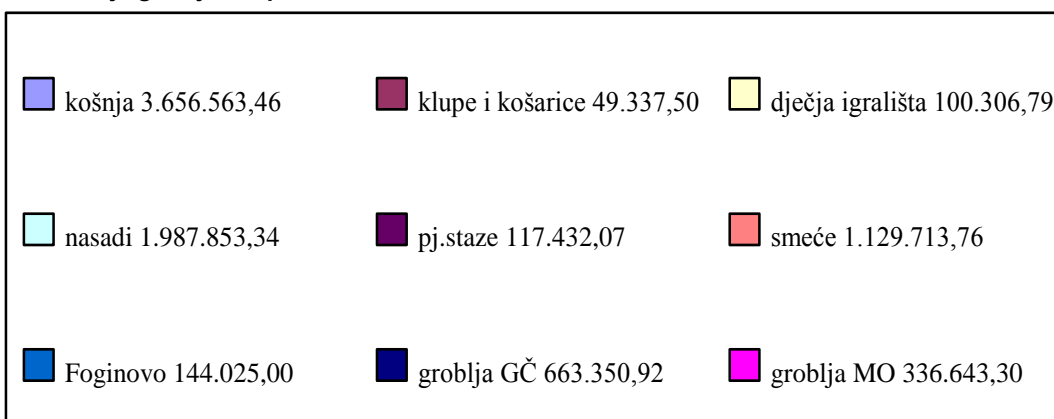 košnja 3.656.563,46
klupe i košarice 49.337,50
dječja igrališta 100.306,79
nasadi 1.987.853,34
pj.staze 117.432,07
smeće 1.129.713,76
Foginovo 144.025,00
groblja GČ 663.350,92
groblja MO 336.643,30